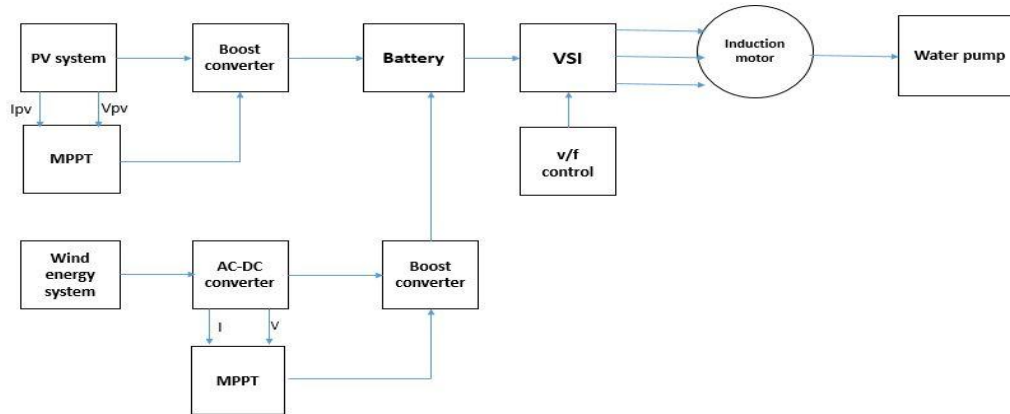 PV system
Boost
converter
Battery
VSI
Induction
motor
Water pump
Ipv
Vpv
MPPT
v/f
control
Wind
energy
system
AC-DC
converter
Boost
converter
I
V
MPPT